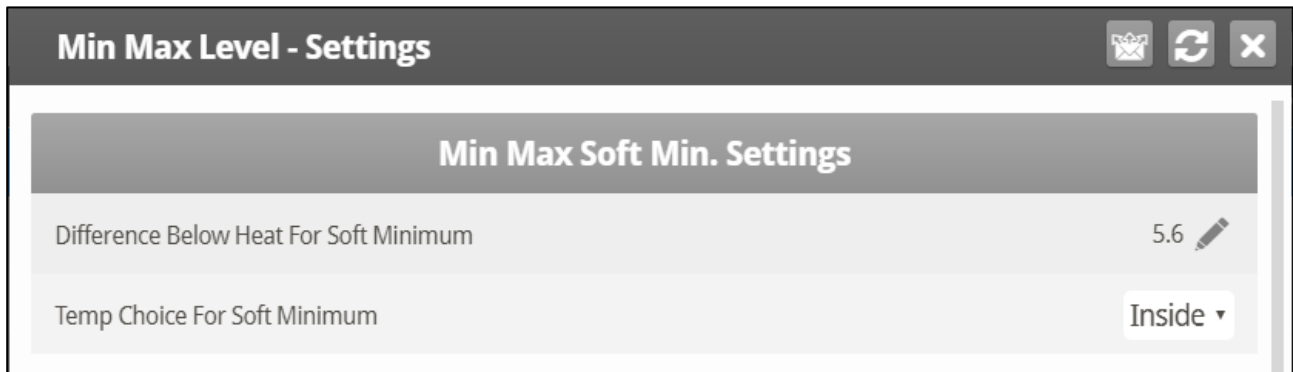 Min Max Level - Settings
Min Max Soft Min. Settings
Difference Below Heat For Soft Minimum 5.6
Temp Choice For Soft Minimum Inside